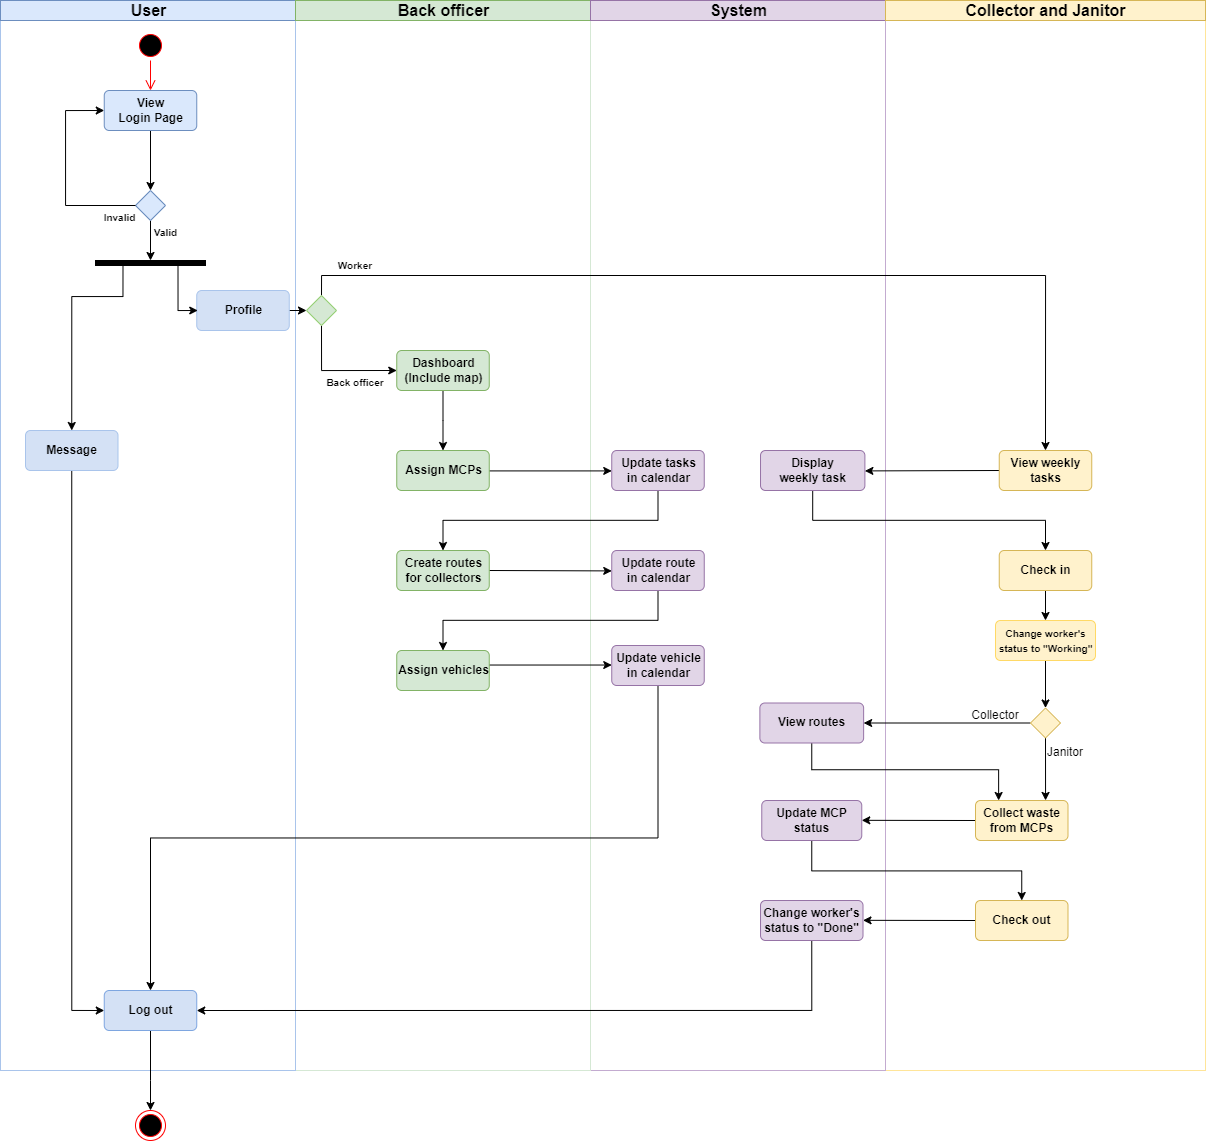 User
Back officer
System
Collector and Janitor
View
Login Page
Invalid
Valid
Worker
Profile
Back officer
Dashboard
(Include map)
Message
Assign MCPs
Update tasks
in calendar
Display
weekly task
View weekly
tasks
Create routes
for collectors
Update route
in calendar
Check in
Change worker's
status to "Working"
Assign vehicles
Update vehicle
in calendar
View routes
Collector
Janitor
Update MCP
status
Collect waste
from MCPs
Change worker's
status to "Done"
Check out
Log out